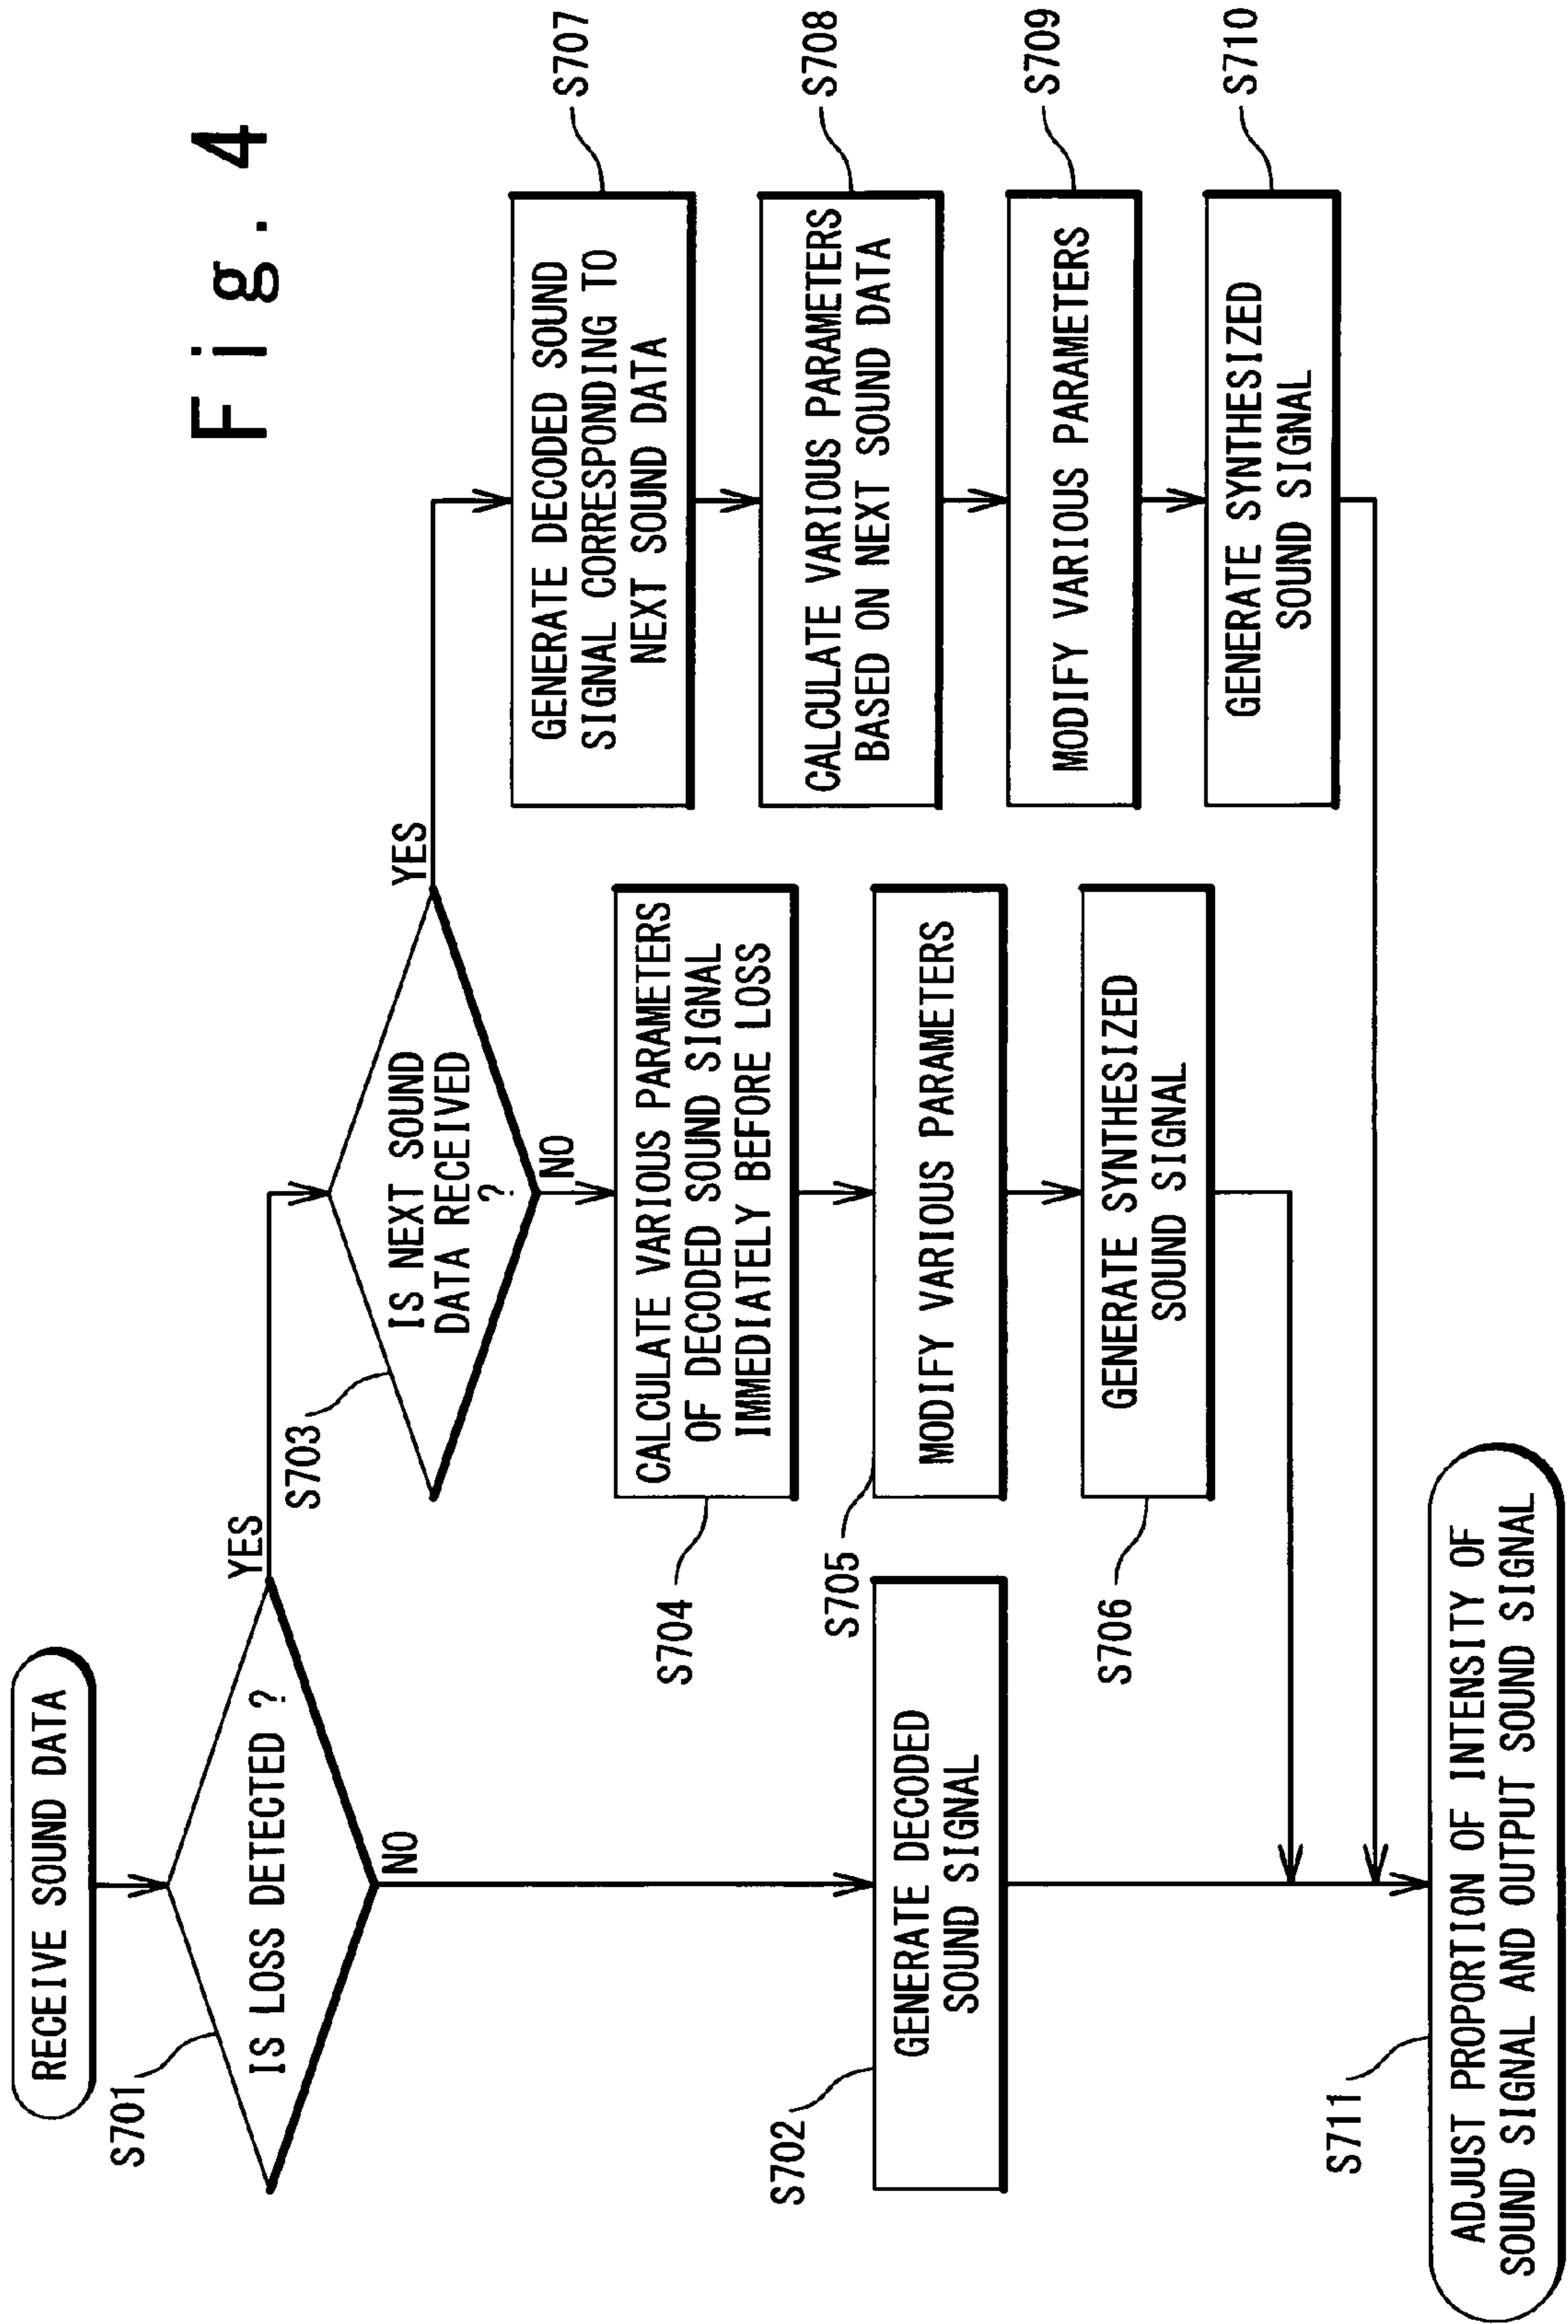 Fig. 4
RECEIVE SOUND DATA
S701
IS LOSS DETECTED ?
YES
NO
S703
IS NEXT SOUND
DATA RECEIVED
?
YES
NO
S702
GENERATE DECODED
SOUND SIGNAL
S704
CALCULATE VARIOUS PARAMETERS
OF DECODED SOUND SIGNAL
IMMEDIATELY BEFORE LOSS
S705
MODIFY VARIOUS PARAMETERS
S706
GENERATE SYNTHESIZED
SOUND SIGNAL
GENERATE DECODED SOUND
SIGNAL CORRESPONDING TO
NEXT SOUND DATA
S707
CALCULATE VARIOUS PARAMETERS
BASED ON NEXT SOUND DATA
S708
MODIFY VARIOUS PARAMETERS
S709
GENERATE SYNTHESIZED
SOUND SIGNAL
S710
S711
ADJUST PROPORTION OF INTENSITY OF
SOUND SIGNAL AND OUTPUT SOUND SIGNAL